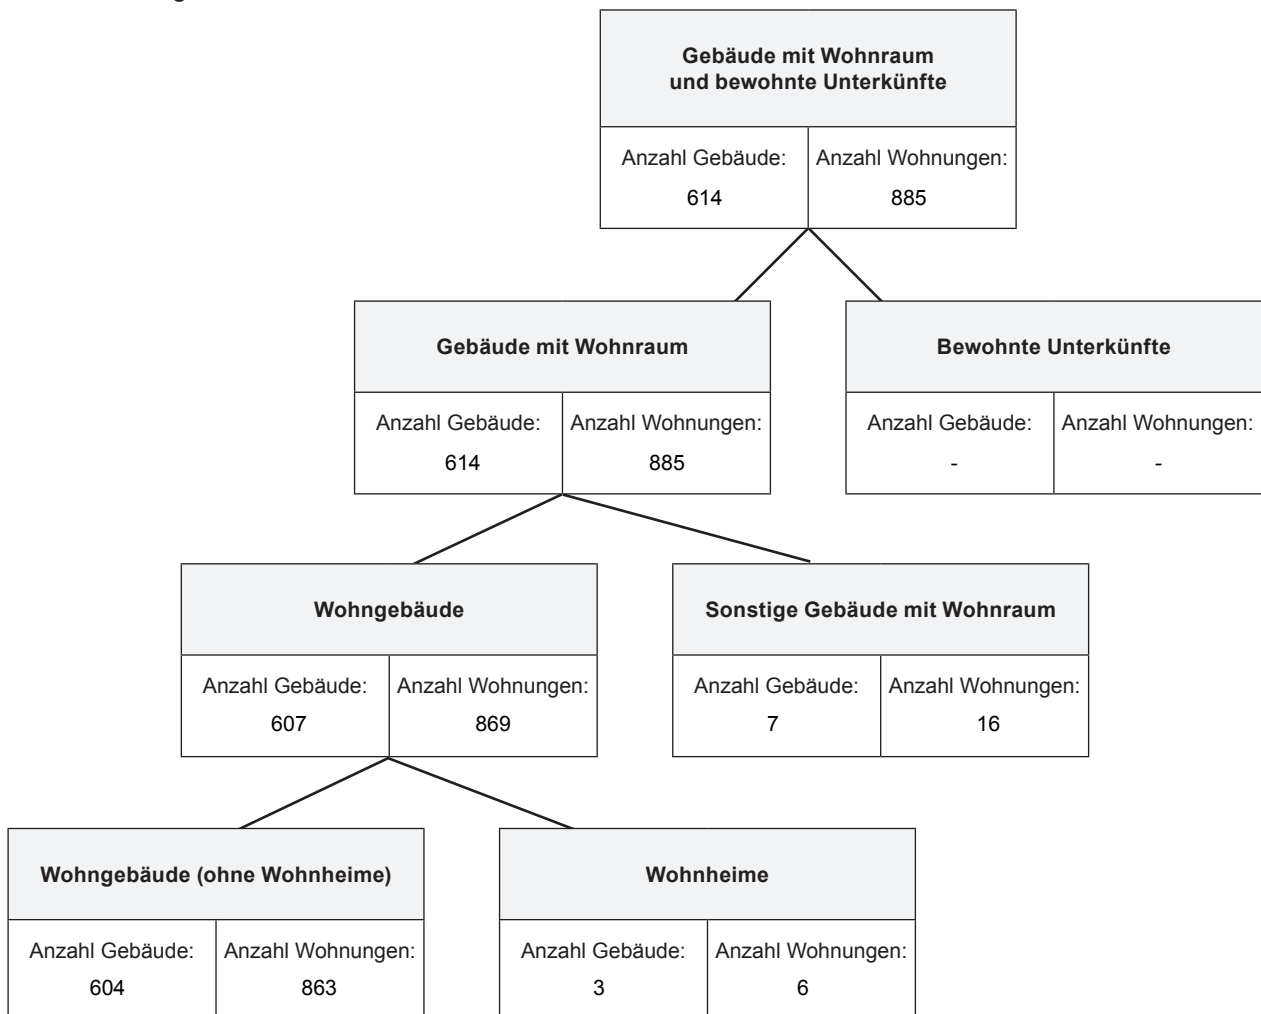 Gebäude mit Wohnraum
und bewohnte Unterkünfte
Anzahl Gebäude: Anzahl Wohnungen:
614 885
Gebäude mit Wohnraum
Anzahl Gebäude: Anzahl Wohnungen:
614 885
Bewohnte Unterkünfte
Anzahl Gebäude: Anzahl Wohnungen:
- -
Wohngebäude
Anzahl Gebäude: Anzahl Wohnungen:
607 869
Sonstige Gebäude mit Wohnraum
Anzahl Gebäude: Anzahl Wohnungen:
7 16
Wohngebäude (ohne Wohnheime)
Anzahl Gebäude: Anzahl Wohnungen:
604 863
Wohnheime
Anzahl Gebäude: Anzahl Wohnungen:
3 6